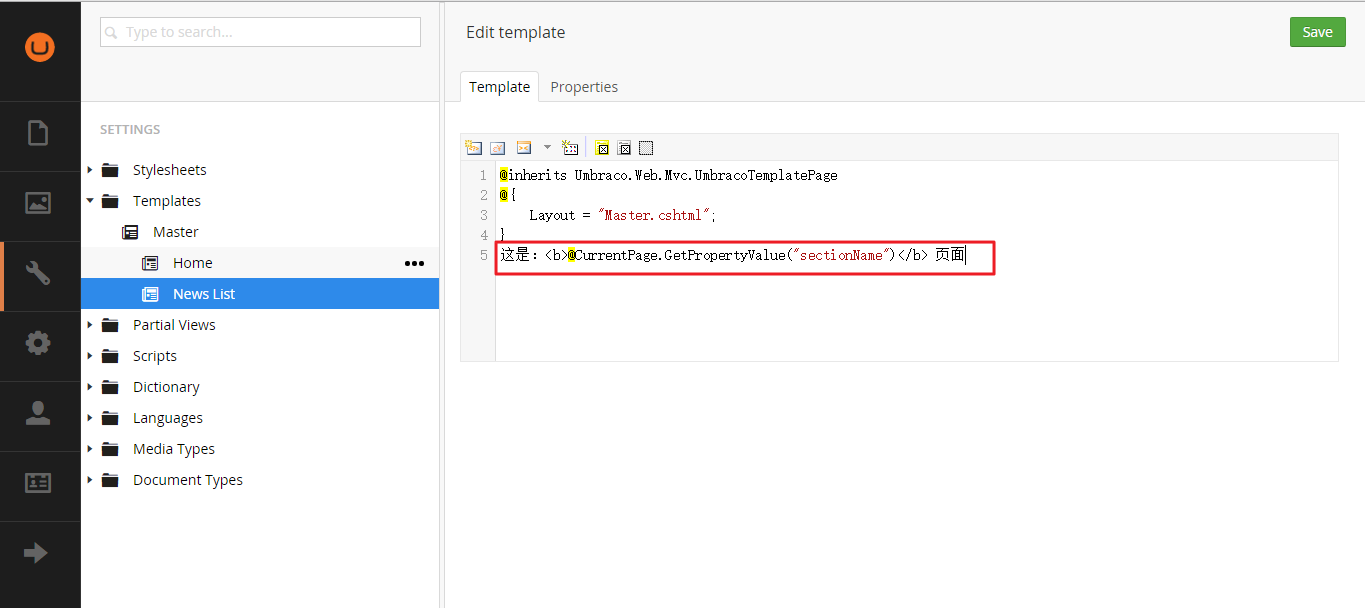 Type to search...
SETTINGS
Stylesheets
Templates
Master
Home
News List
Partial Views
Scripts
Dictionary
Languages
Media Types
Document Types
Edit template
Save
Template
Properties
1 @inherits Umbraco.Web.Mvc.UmbracoTemplatePage
2 @{
3 Layout = "Master.cshtml";
4 }
5 这是：<b>@CurrentPage.GetPropertyValue("sectionName")</b> 页面